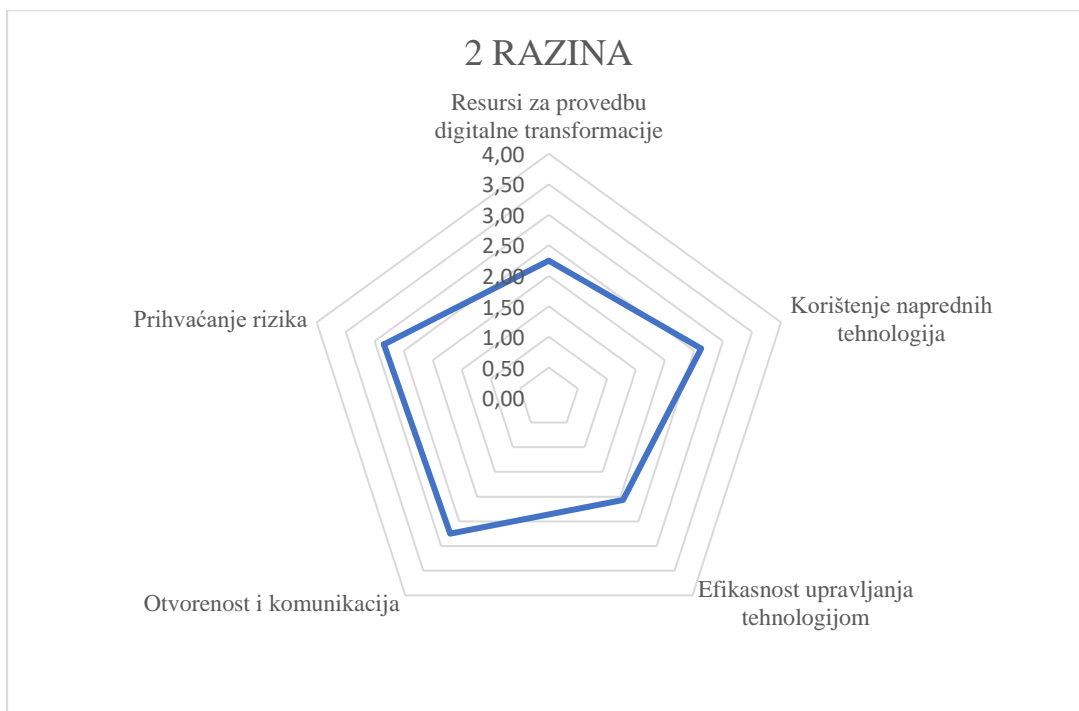 2 RAZINA
Resursi za provedbu
digitalne transformacije
4,00
3,50
3,00
2,50
2,00
1,50
1,00
0,50
0,00
Korištenje naprednih
tehnologija
Efikasnost upravljanja
tehnologijom
Otvorenost i komunikacija
Prihvaćanje rizika